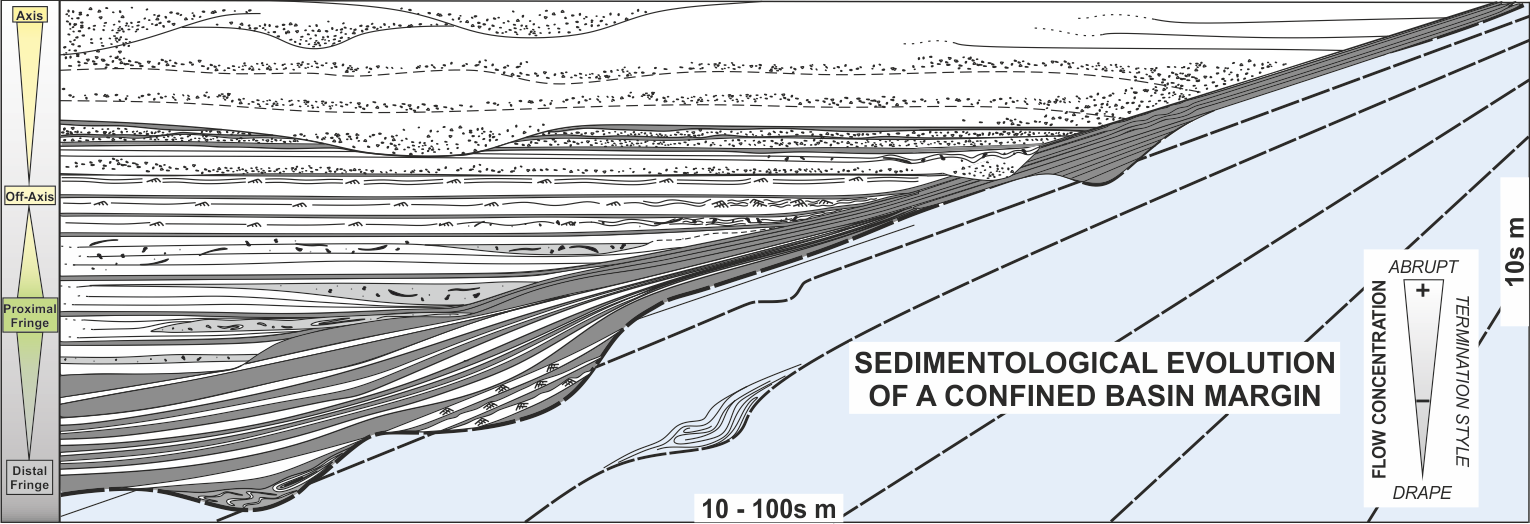 Axis
Off-Axis
Proximal
Fringe
Distal
Fringe
SEDIMENTOLOGICAL EVOLUTION
OF A CONFINED BASIN MARGIN
10 - 100s m
10s m
ABRUPT
FLOW CONCENTRATION
+
–
TERMINATION STYLE
DRAPE